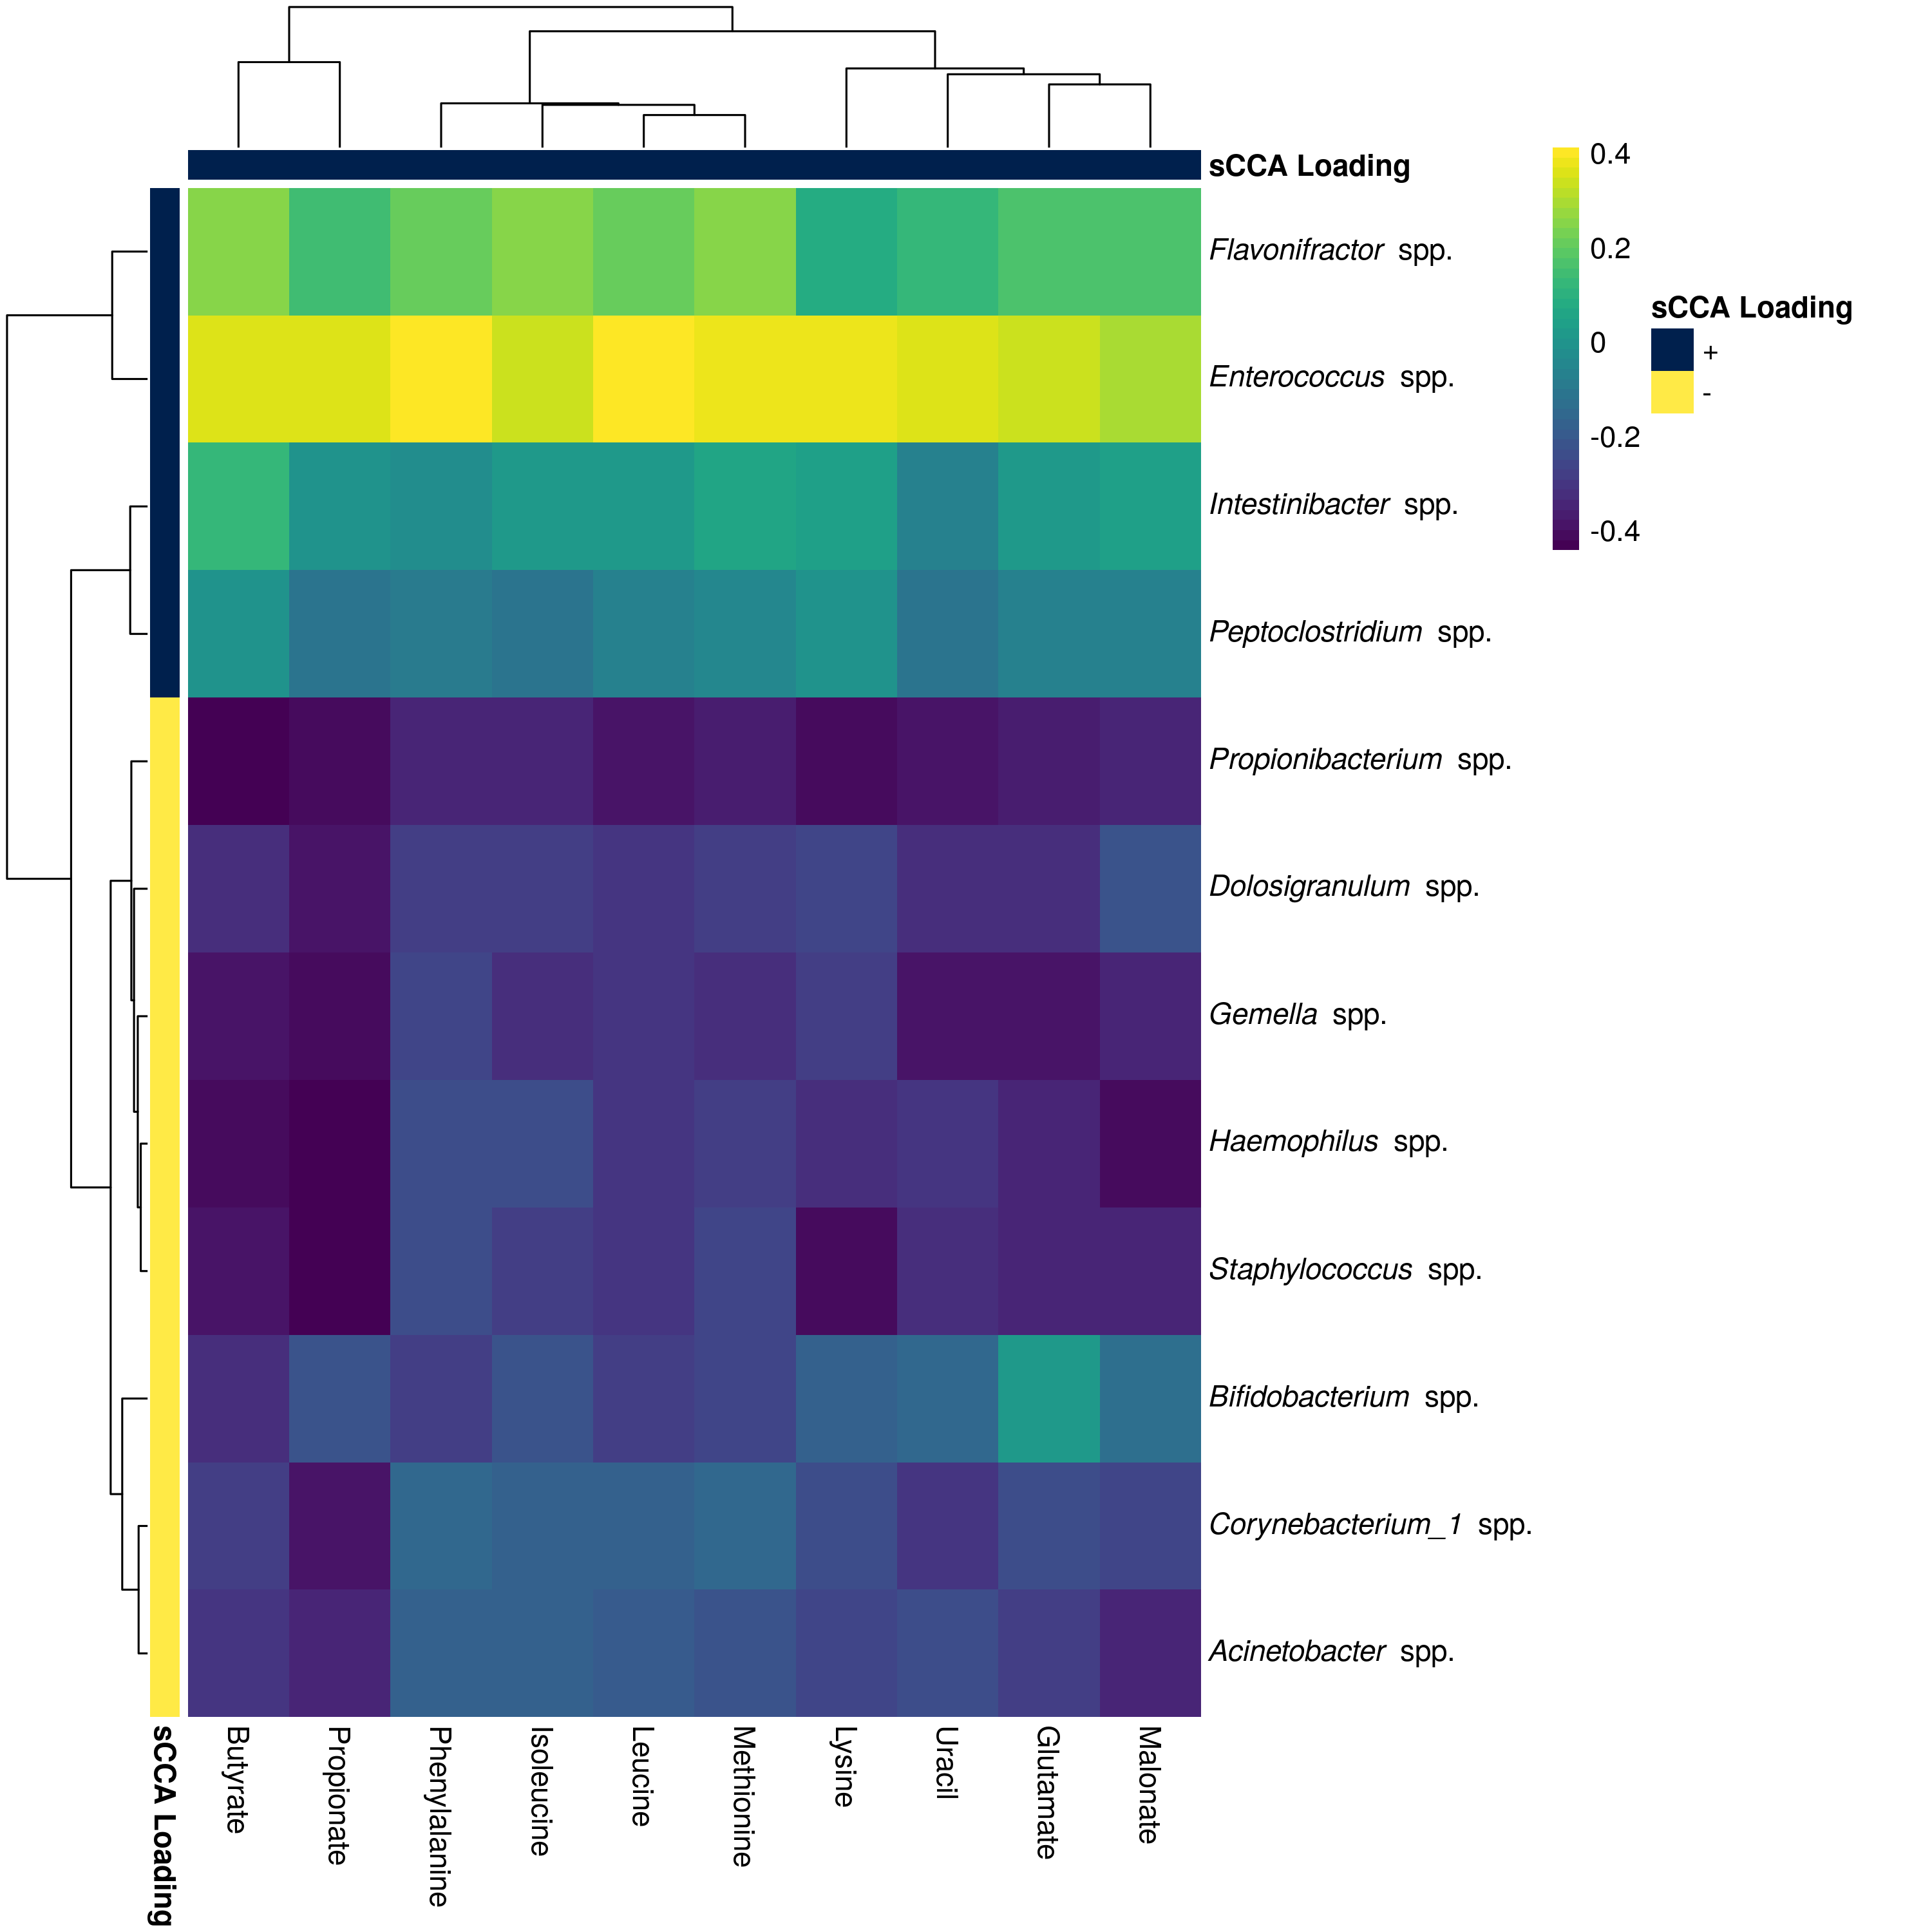 sCCA Loading
Flavonifractor spp.
Enterococcus spp.
Intestinibacter spp.
Peptoclostridium spp.
Propionibacterium spp.
Dolosigranulum spp.
Gemella spp.
Haemophilus spp.
Staphylococcus spp.
Bifidobacterium spp.
Corynebacterium_1 spp.
Acinetobacter spp.
0.4
0.2
0
-0.2
-0.4
sCCA Loading
+
-
sCCA Loading
Butyrate
Propionate
Phenylalanine
Isoleucine
Leucine
Methionine
Lysine
Uracil
Glutamate
Malonate